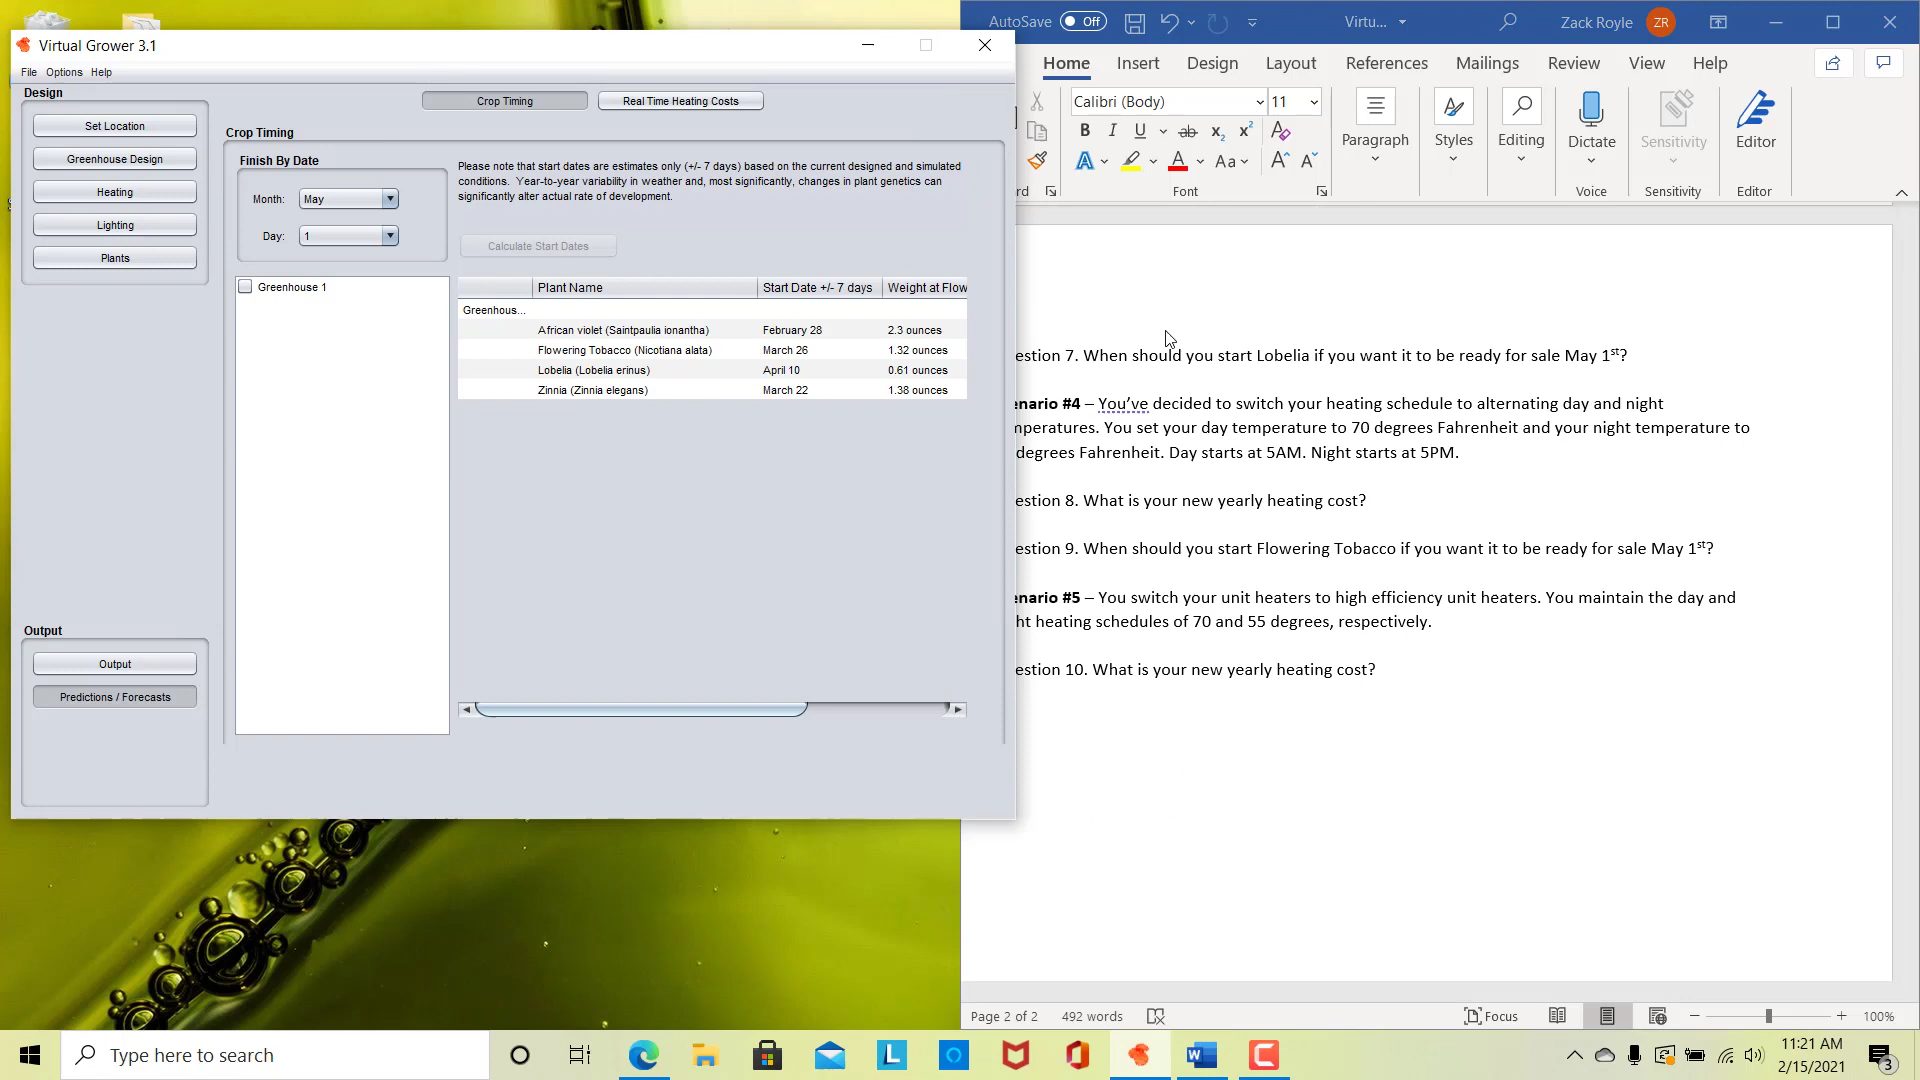 Virtual Grower 3.1
File Options Help
Design
Set Location
Greenhouse Design
Heating
Lighting
Plants
Output
Output
Predictions / Forecasts
Crop Timing
Real Time Heating Costs
Crop Timing
Finish By Date
Month: May
Day: 1
Please note that start dates are estimates only (+/- 7 days) based on the current designed and simulated
conditions. Year-to-year variability in weather and, most significantly, changes in plant genetics can
significantly alter actual rate of development.
Calculate Start Dates
Greenhouse 1
Plant Name Start Date +/- 7 days Weight at Flow
Greenhous...
African violet (Saintpaulia ionantha) February 28 2.3 ounces
Flowering Tobacco (Nicotiana alata) March 26 1.32 ounces
Lobelia (Lobelia erinus) April 10 0.61 ounces
Zinnia (Zinnia elegans) March 22 1.38 ounces
AutoSave Off Virtu... Zack Royle ZR
Home Insert Design Layout References Mailings Review View Help
Calibri (Body) 11
B I U ab x₂ x² A
A A Aa A A
Paragraph Styles Editing Dictate Sensitivity Editor
rd Font Voice Sensitivity Editor
estion 7. When should you start Lobelia if you want it to be ready for sale May 1st?
enario #4 – You've decided to switch your heating schedule to alternating day and night
mperatures. You set your day temperature to 70 degrees Fahrenheit and your night temperature to
degrees Fahrenheit. Day starts at 5AM. Night starts at 5PM.
estion 8. What is your new yearly heating cost?
estion 9. When should you start Flowering Tobacco if you want it to be ready for sale May 1st?
enario #5 – You switch your unit heaters to high efficiency unit heaters. You maintain the day and
ht heating schedules of 70 and 55 degrees, respectively.
estion 10. What is your new yearly heating cost?
Page 2 of 2 492 words Focus 100%
Type here to search
L
W
C
11:21 AM
2/15/2021
3